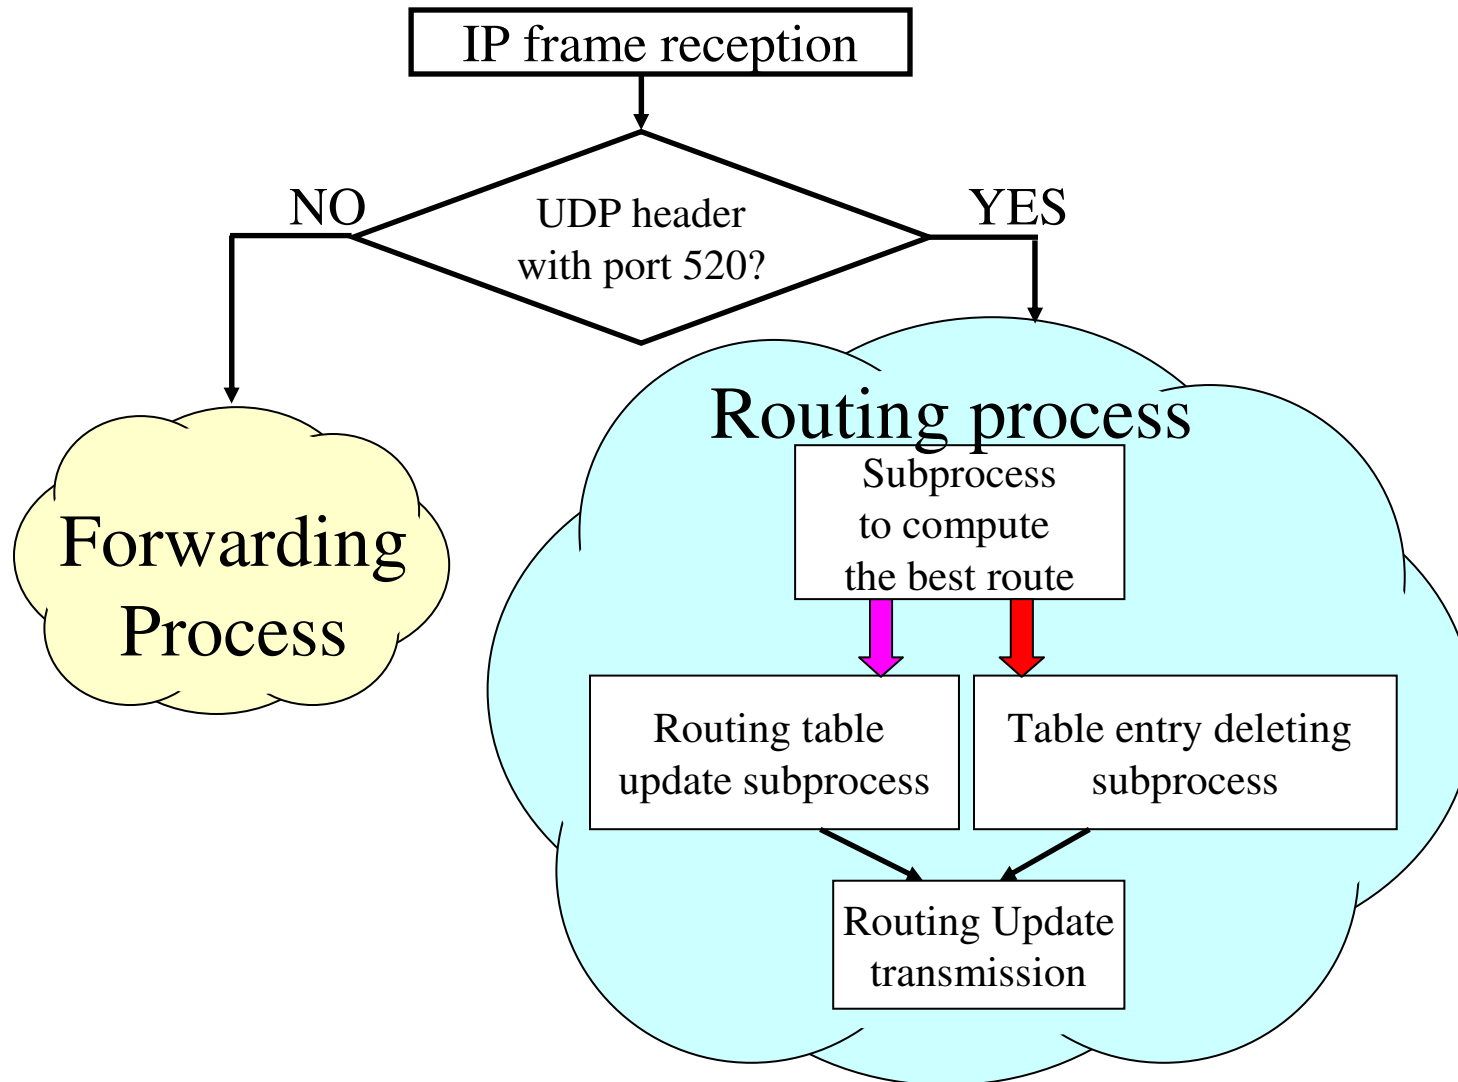 IP frame reception
NO
YES
UDP header
with port 520?
Routing process
Subprocess
to compute
the best route
Forwarding
Process
Routing table
update subprocess
Table entry deleting
subprocess
Routing Update
transmission